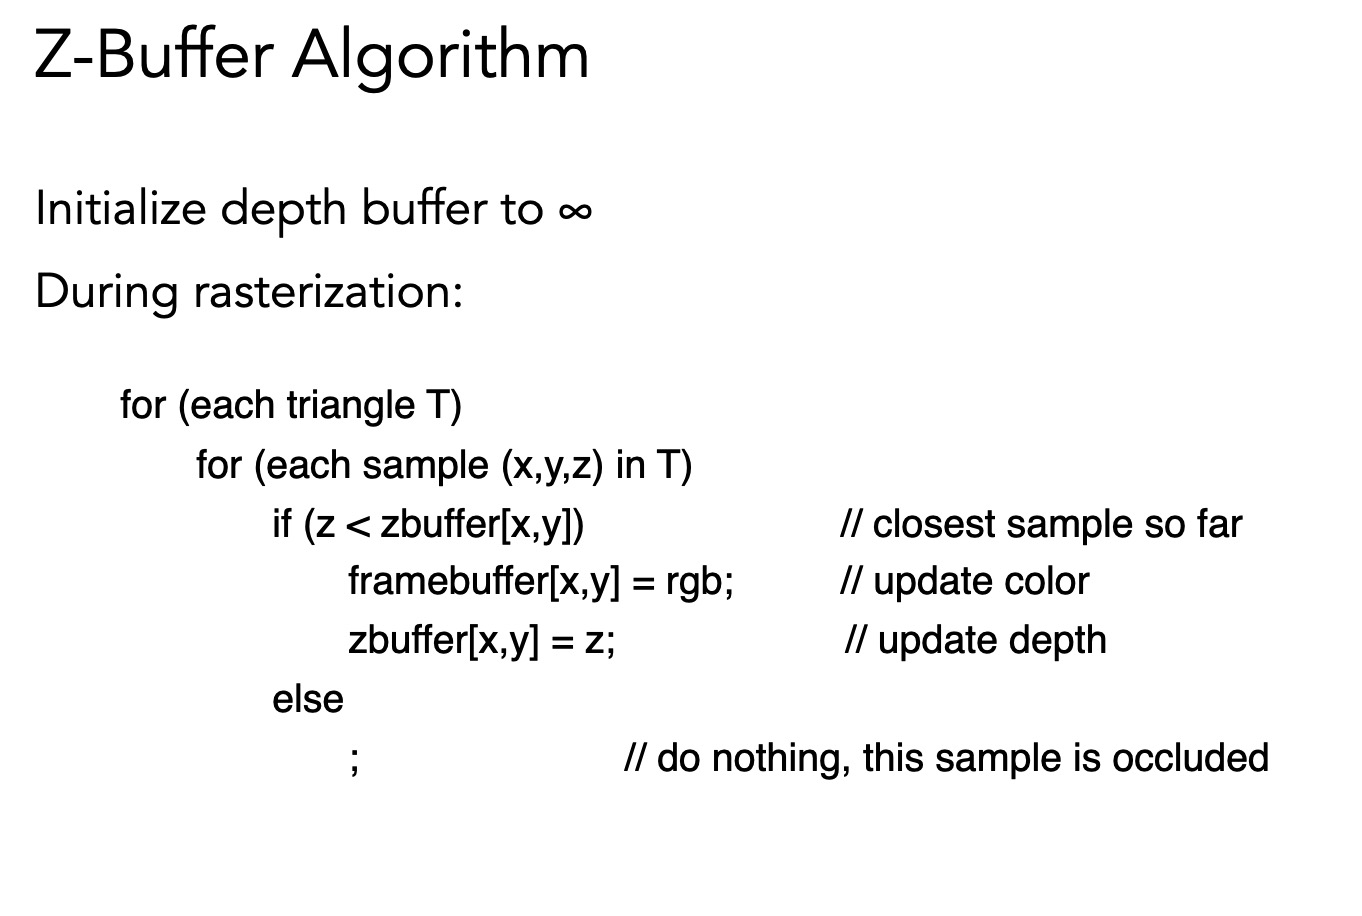 Z-Buffer Algorithm
Initialize depth buffer to ∞
During rasterization:
for (each triangle T)
for (each sample (x,y,z) in T)
if (z < zbuffer[x,y]) // closest sample so far
framebuffer[x,y] = rgb; // update color
zbuffer[x,y] = z; // update depth
else
; // do nothing, this sample is occluded